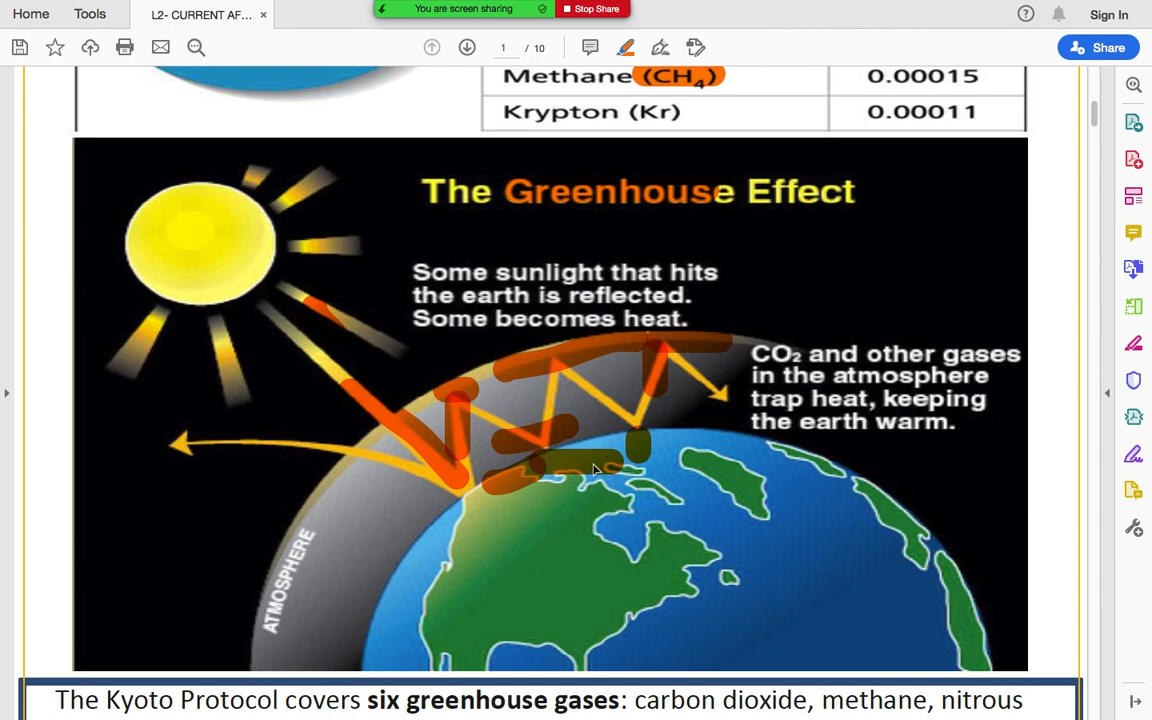 You are screen sharing
Stop Share
Home
Tools
L2- CURRENT AF...
Sign In
1 / 10
Share
Methane (CH₄) 0.00015
Krypton (Kr) 0.00011
The Greenhouse Effect
Some sunlight that hits
the earth is reflected.
Some becomes heat.
CO₂ and other gases
in the atmosphere
trap heat, keeping
the earth warm.
ATMOSPHERE
The Kyoto Protocol covers six greenhouse gases: carbon dioxide, methane, nitrous